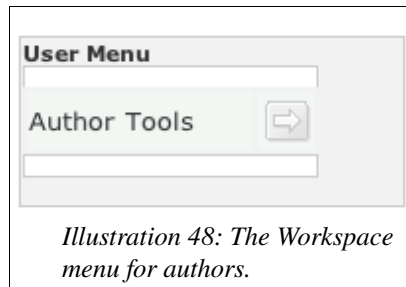 User Menu
Author Tools
Illustration 48: The Workspace
menu for authors.